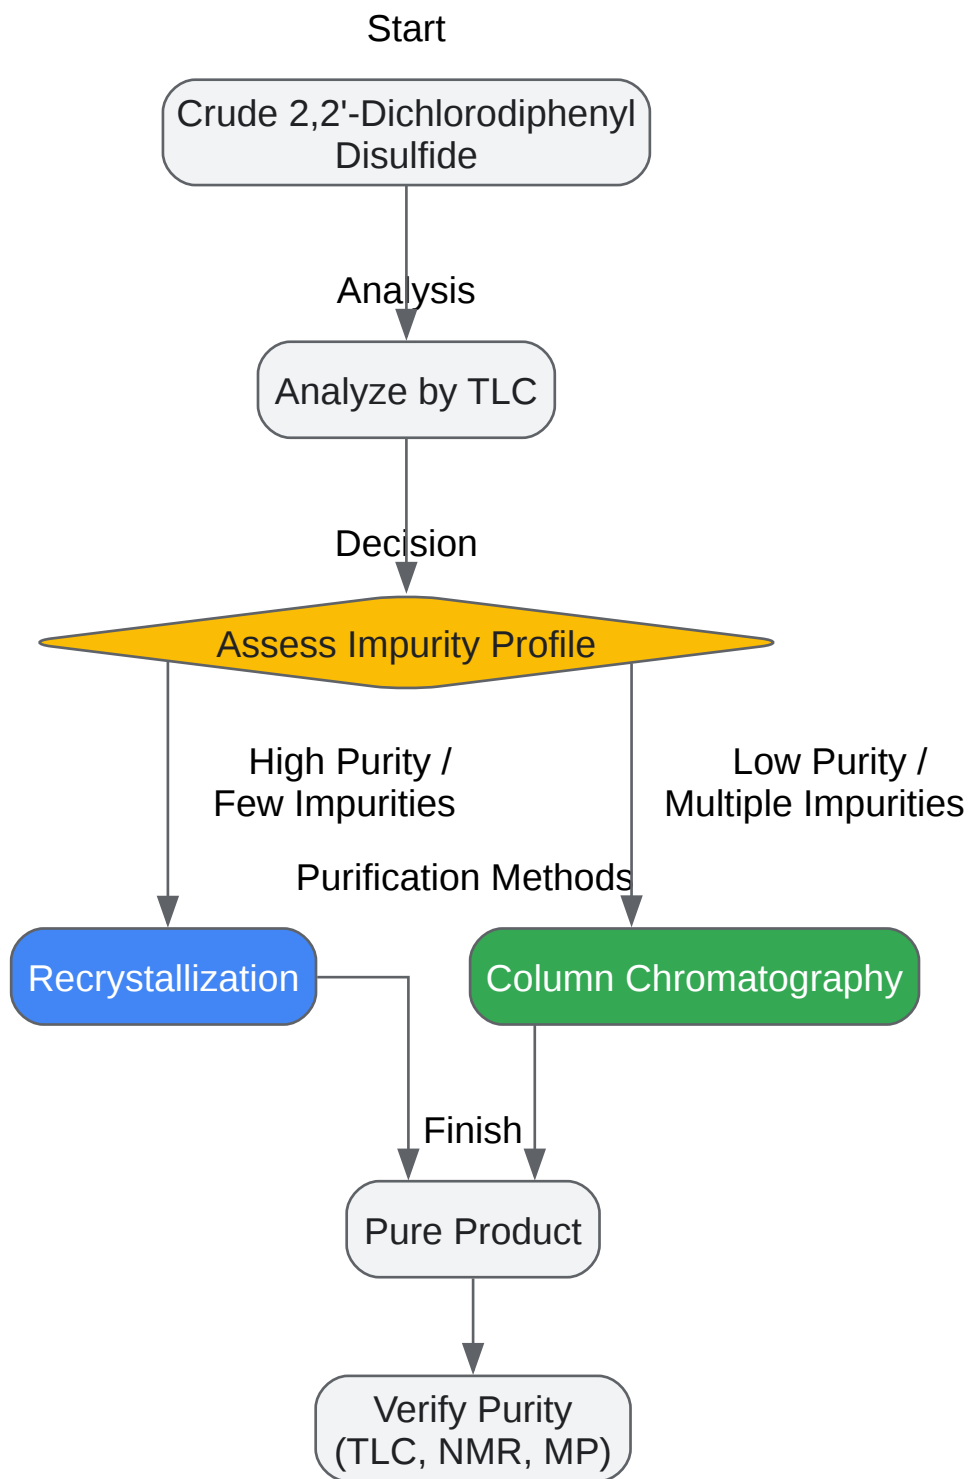 Start
Crude 2,2'-Dichlorodiphenyl
Disulfide
Analysis
Analyze by TLC
Decision
Assess Impurity Profile
High Purity /
Few Impurities
Low Purity /
Multiple Impurities
Purification Methods
Recrystallization
Column Chromatography
Finish
Pure Product
Verify Purity
(TLC, NMR, MP)